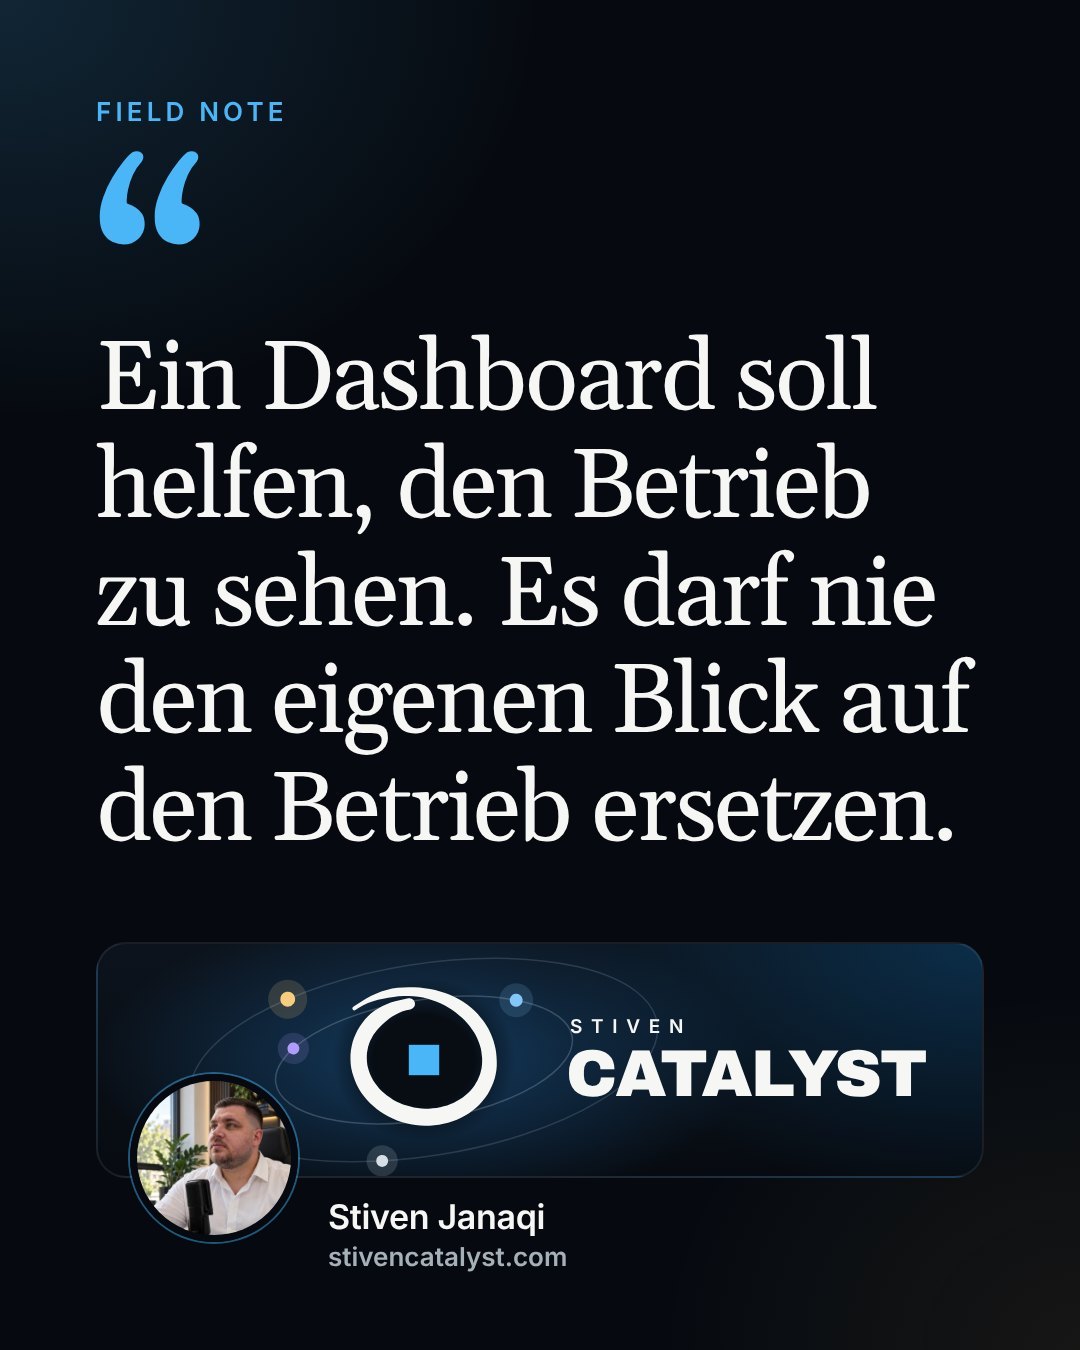 FIELD NOTE
“
Ein Dashboard soll
helfen, den Betrieb
zu sehen. Es darf nie
den eigenen Blick auf
den Betrieb ersetzen.
STIVEN
CATALYST
Stiven Janaqi
stivencatalyst.com